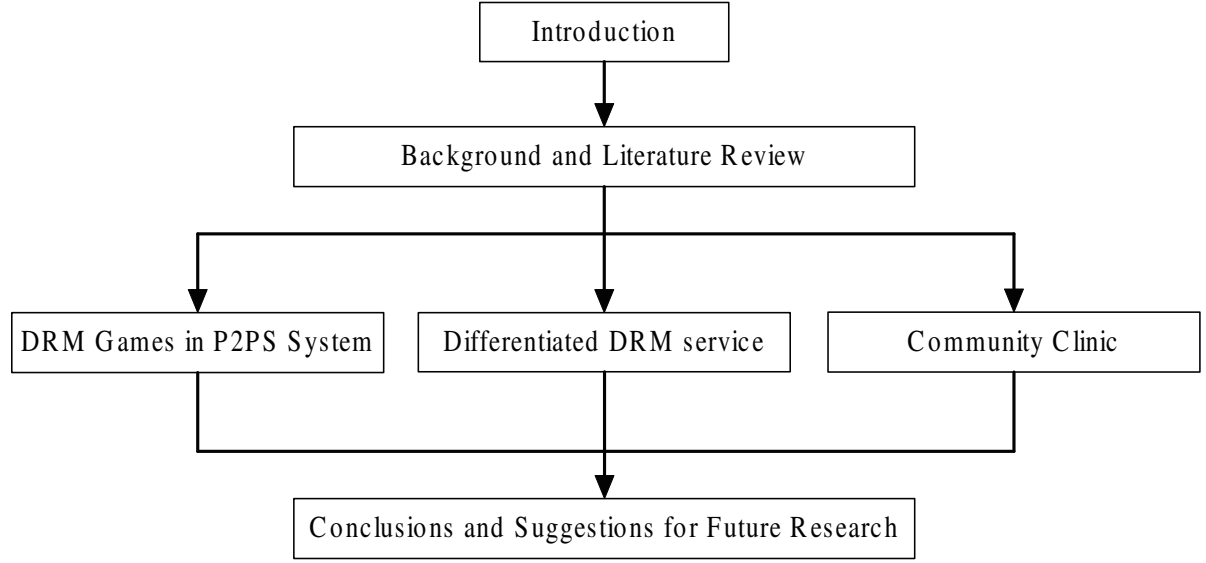 Introduction
Background and Literature Review
DRM Games in P2PS System
Differentiated DRM service
Community Clinic
Conclusions and Suggestions for Future Research